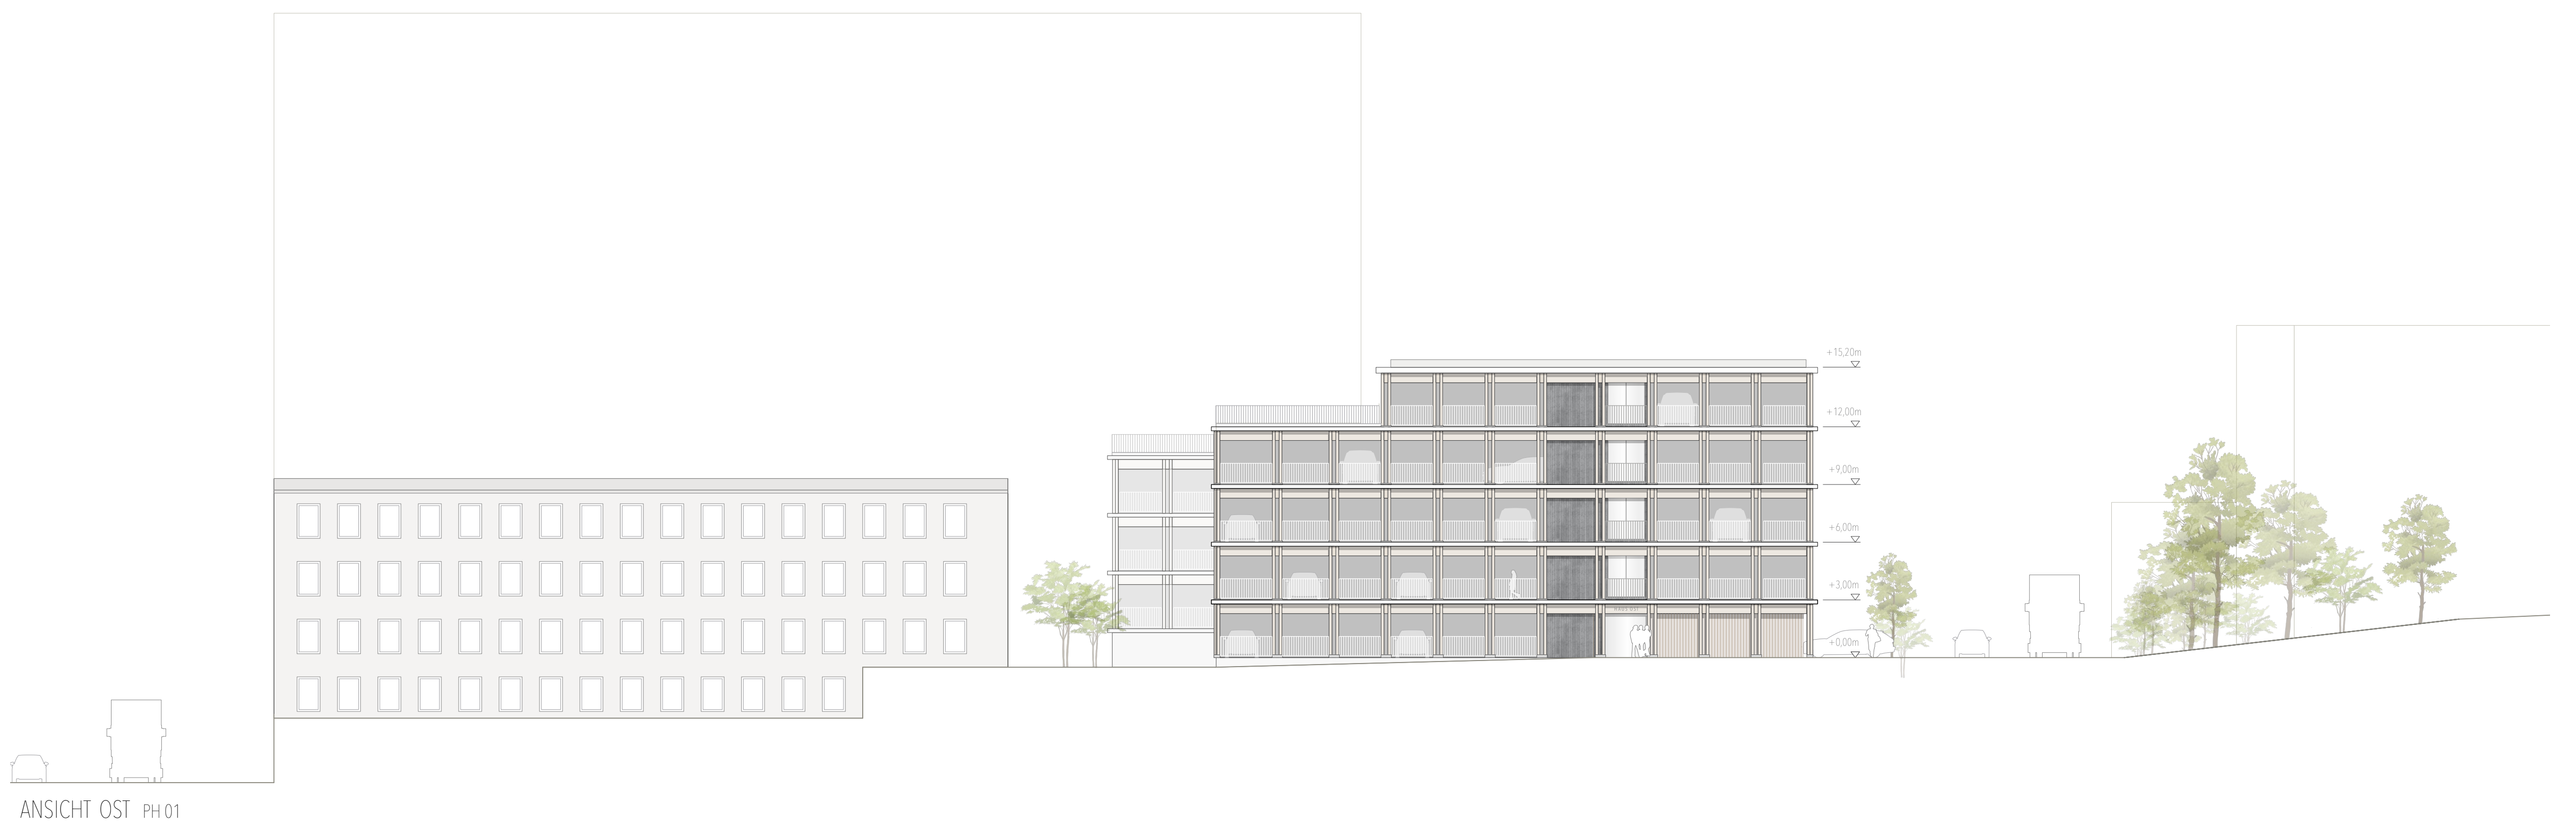 +15,20m
+12,00m
+9,00m
+6,00m
+3,00m
+0,00m
ANSICHT OST PH 01